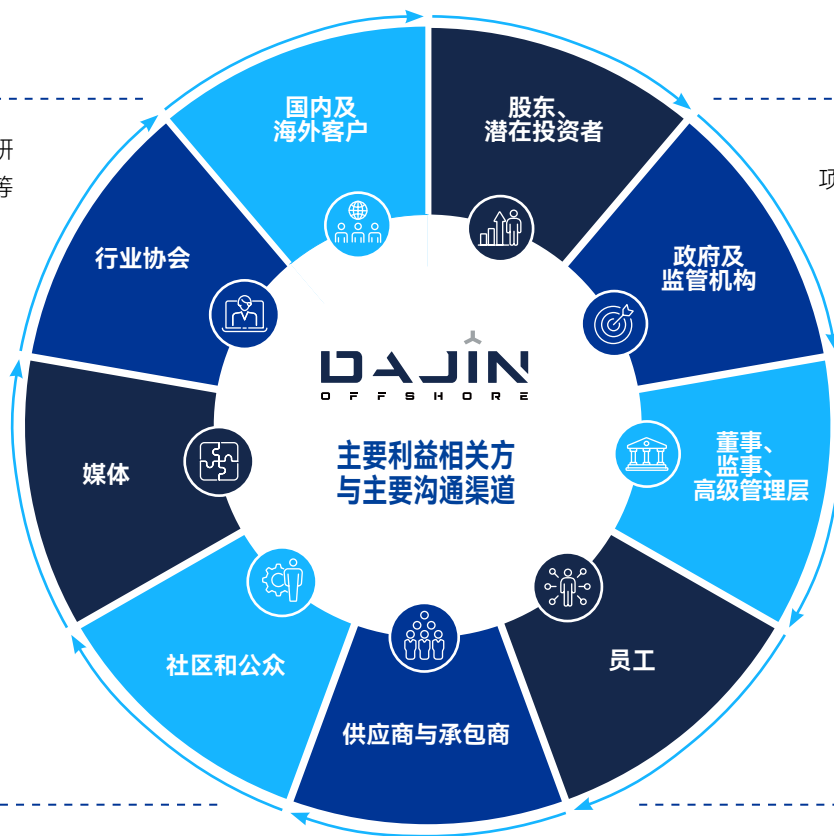 国内及
海外客户
股东、
潜在投资者
研
等
项
行业协会
政府及
监管机构
DAJIN
OFFSHORE
主要利益相关方
与主要沟通渠道
董事、
监事、
高级管理层
媒体
员工
社区和公众
供应商与承包商